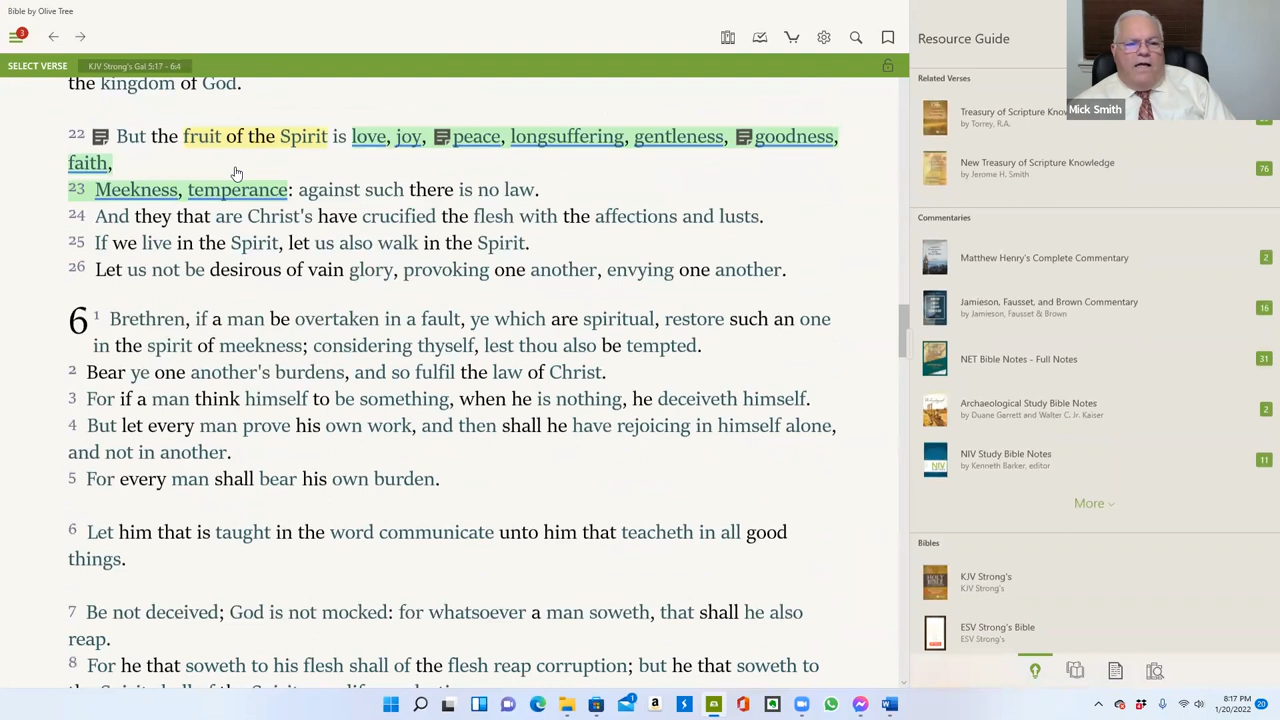 Bible by Olive Tree
3
SELECT VERSE
KJV Strong's Gal 5:17 - 6:4
the kingdom of God.
22 But the fruit of the Spirit is love, joy, peace, longsuffering, gentleness, goodness,
faith,
23 Meekness, temperance: against such there is no law.
24 And they that are Christ's have crucified the flesh with the affections and lusts.
25 If we live in the Spirit, let us also walk in the Spirit.
26 Let us not be desirous of vain glory, provoking one another, envying one another.
6 1 Brethren, if a man be overtaken in a fault, ye which are spiritual, restore such an one
in the spirit of meekness; considering thyself, lest thou also be tempted.
2 Bear ye one another's burdens, and so fulfil the law of Christ.
3 For if a man think himself to be something, when he is nothing, he deceiveth himself.
4 But let every man prove his own work, and then shall he have rejoicing in himself alone,
and not in another.
5 For every man shall bear his own burden.
6 Let him that is taught in the word communicate unto him that teacheth in all good
things.
7 Be not deceived; God is not mocked: for whatsoever a man soweth, that shall he also
reap.
8 For he that soweth to his flesh shall of the flesh reap corruption; but he that soweth to
Resource Guide
Mick Smith
Related Verses
Treasury of Scripture
by Torrey, R.A.
New Treasury of Scripture Knowledge
by Jerome H. Smith
76
Commentaries
Matthew Henry's Complete Commentary
2
Jamieson, Fausset, and Brown Commentary
by Jamieson, Fausset & Brown
16
NET Bible Notes - Full Notes
31
Archaeological Study Bible Notes
by Duane Garrett and Walter C. Jr. Kaiser
2
NIV Study Bible Notes
by Kenneth Barker, editor
11
More
Bibles
KJV Strong's
KJV Strong's
ESV Strong's Bible
ESV Strong's
8:17 PM
1/20/2022
20